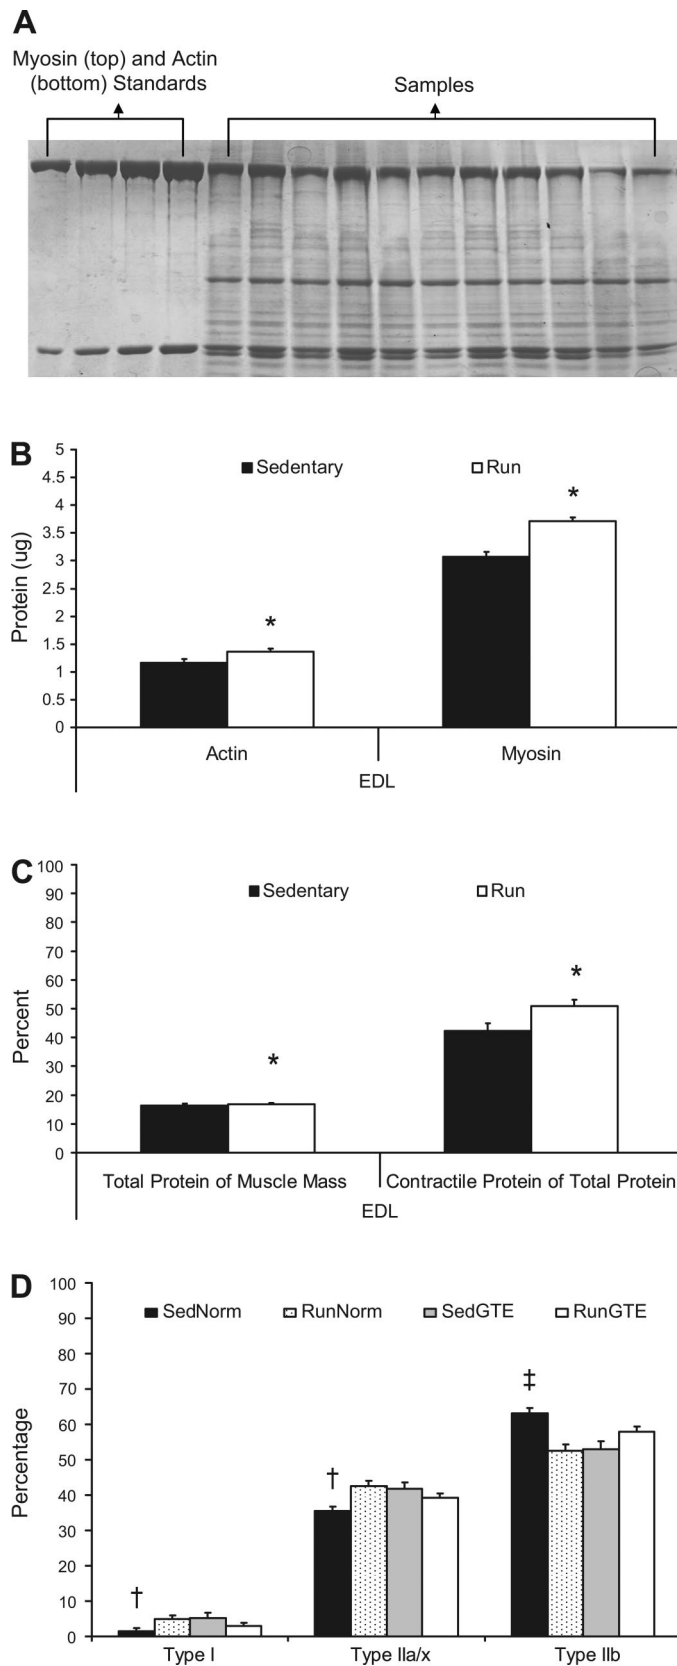 A
Myosin (top) and Actin
(bottom) Standards
Samples
B
5
4.5
4
3.5
3
2.5
2
1.5
1
0.5
0
Protein (ug)
Sedentary
Run
*
*
Actin
Myosin
EDL
C
100
90
80
70
60
50
40
30
20
10
0
Percent
Sedentary
Run
*
*
Total Protein of Muscle Mass
Contractile Protein of Total Protein
EDL
D
100
90
80
70
60
50
40
30
20
10
0
Percentage
SedNorm
RunNorm
SedGTE
RunGTE
†
†
‡
Type I
Type IIa/x
Type IIb